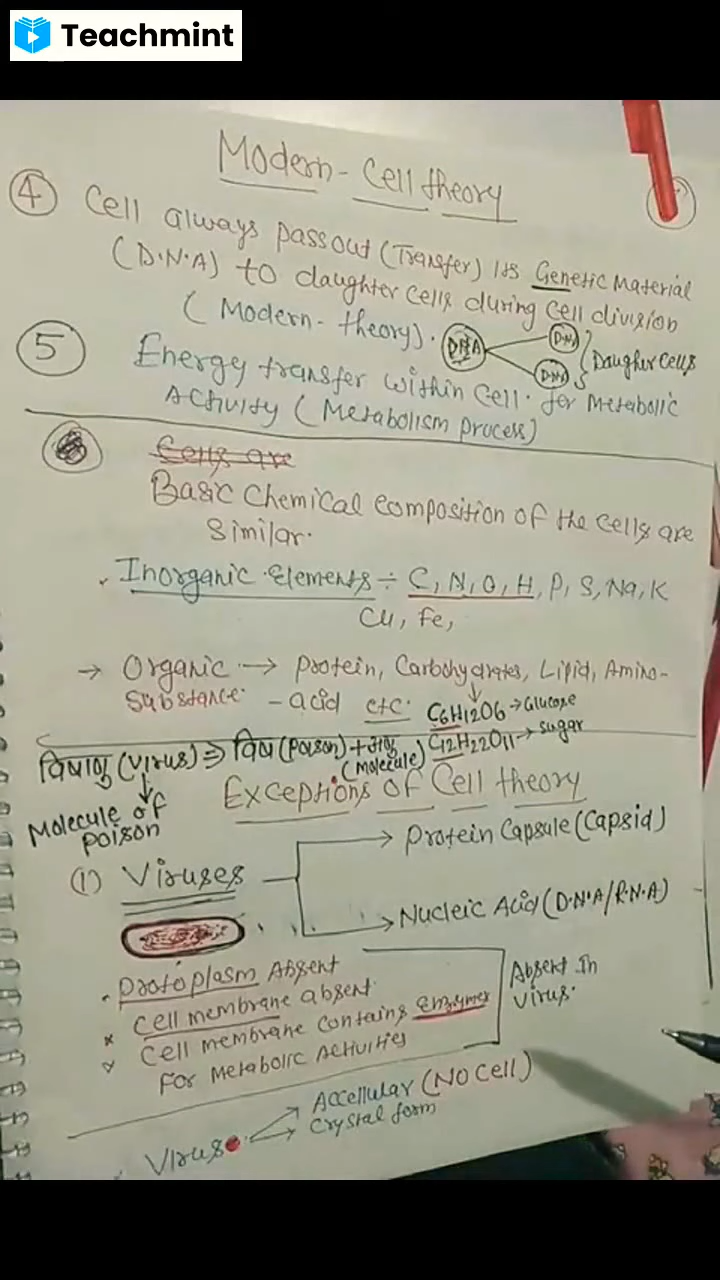 Teachmint
Modern-Cell theory
④ Cell always passout (Transfer) Its Genetic Material
(D.N.A) to daughter cells during cell division
(Modern-theory).
DNA
DNA
DNA
Daugher Cells
⑤ Energy transfer within cell. for Metabolic
Activity (Metabolism process)
Cells are
Basic Chemical composition of the cells are
Similar.
Inorganic Elements ÷ C, N, O, H, P, S, Na, K
Cu, Fe,
→ Organic → Protein, Carbohydrates, Lipid, Amino-
Substance - acid etc.
C6H12O6 → Glucose
C12H22O11 → Sugar
विषाणु (Virus) ⇒ विष (Poison) + अणु
(Molecule)
Molecule of
poison
Exceptions of Cell theory
(1) Viruses
Protein Capsule (Capsid)
Nucleic Acid (D.N.A/R.N.A)
Protoplasm Absent
Cell membrane absent
Cell membrane contains Enzymes
For Metabolic Activities
Absent In
Virus.
Virus
Accellular (NO Cell)
Crystal form